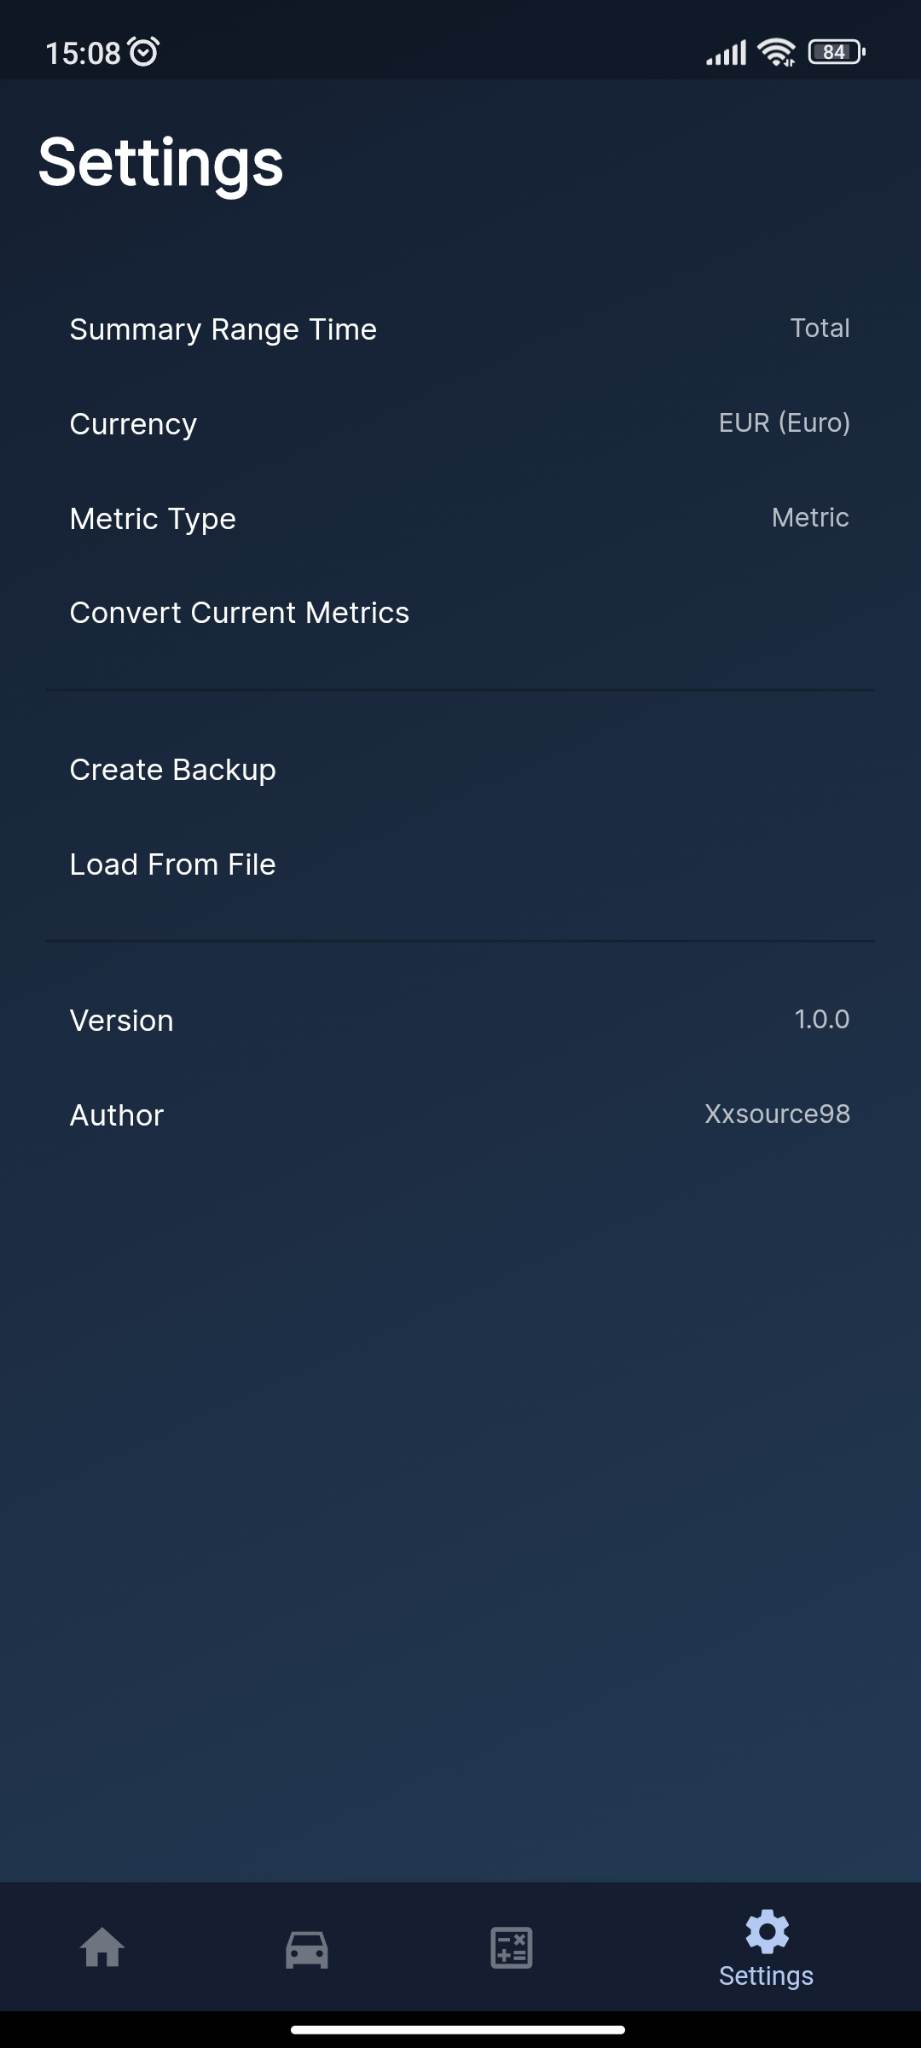 15:08
84
Settings
Summary Range Time Total
Currency EUR (Euro)
Metric Type Metric
Convert Current Metrics
Create Backup
Load From File
Version 1.0.0
Author Xxsource98
Settings